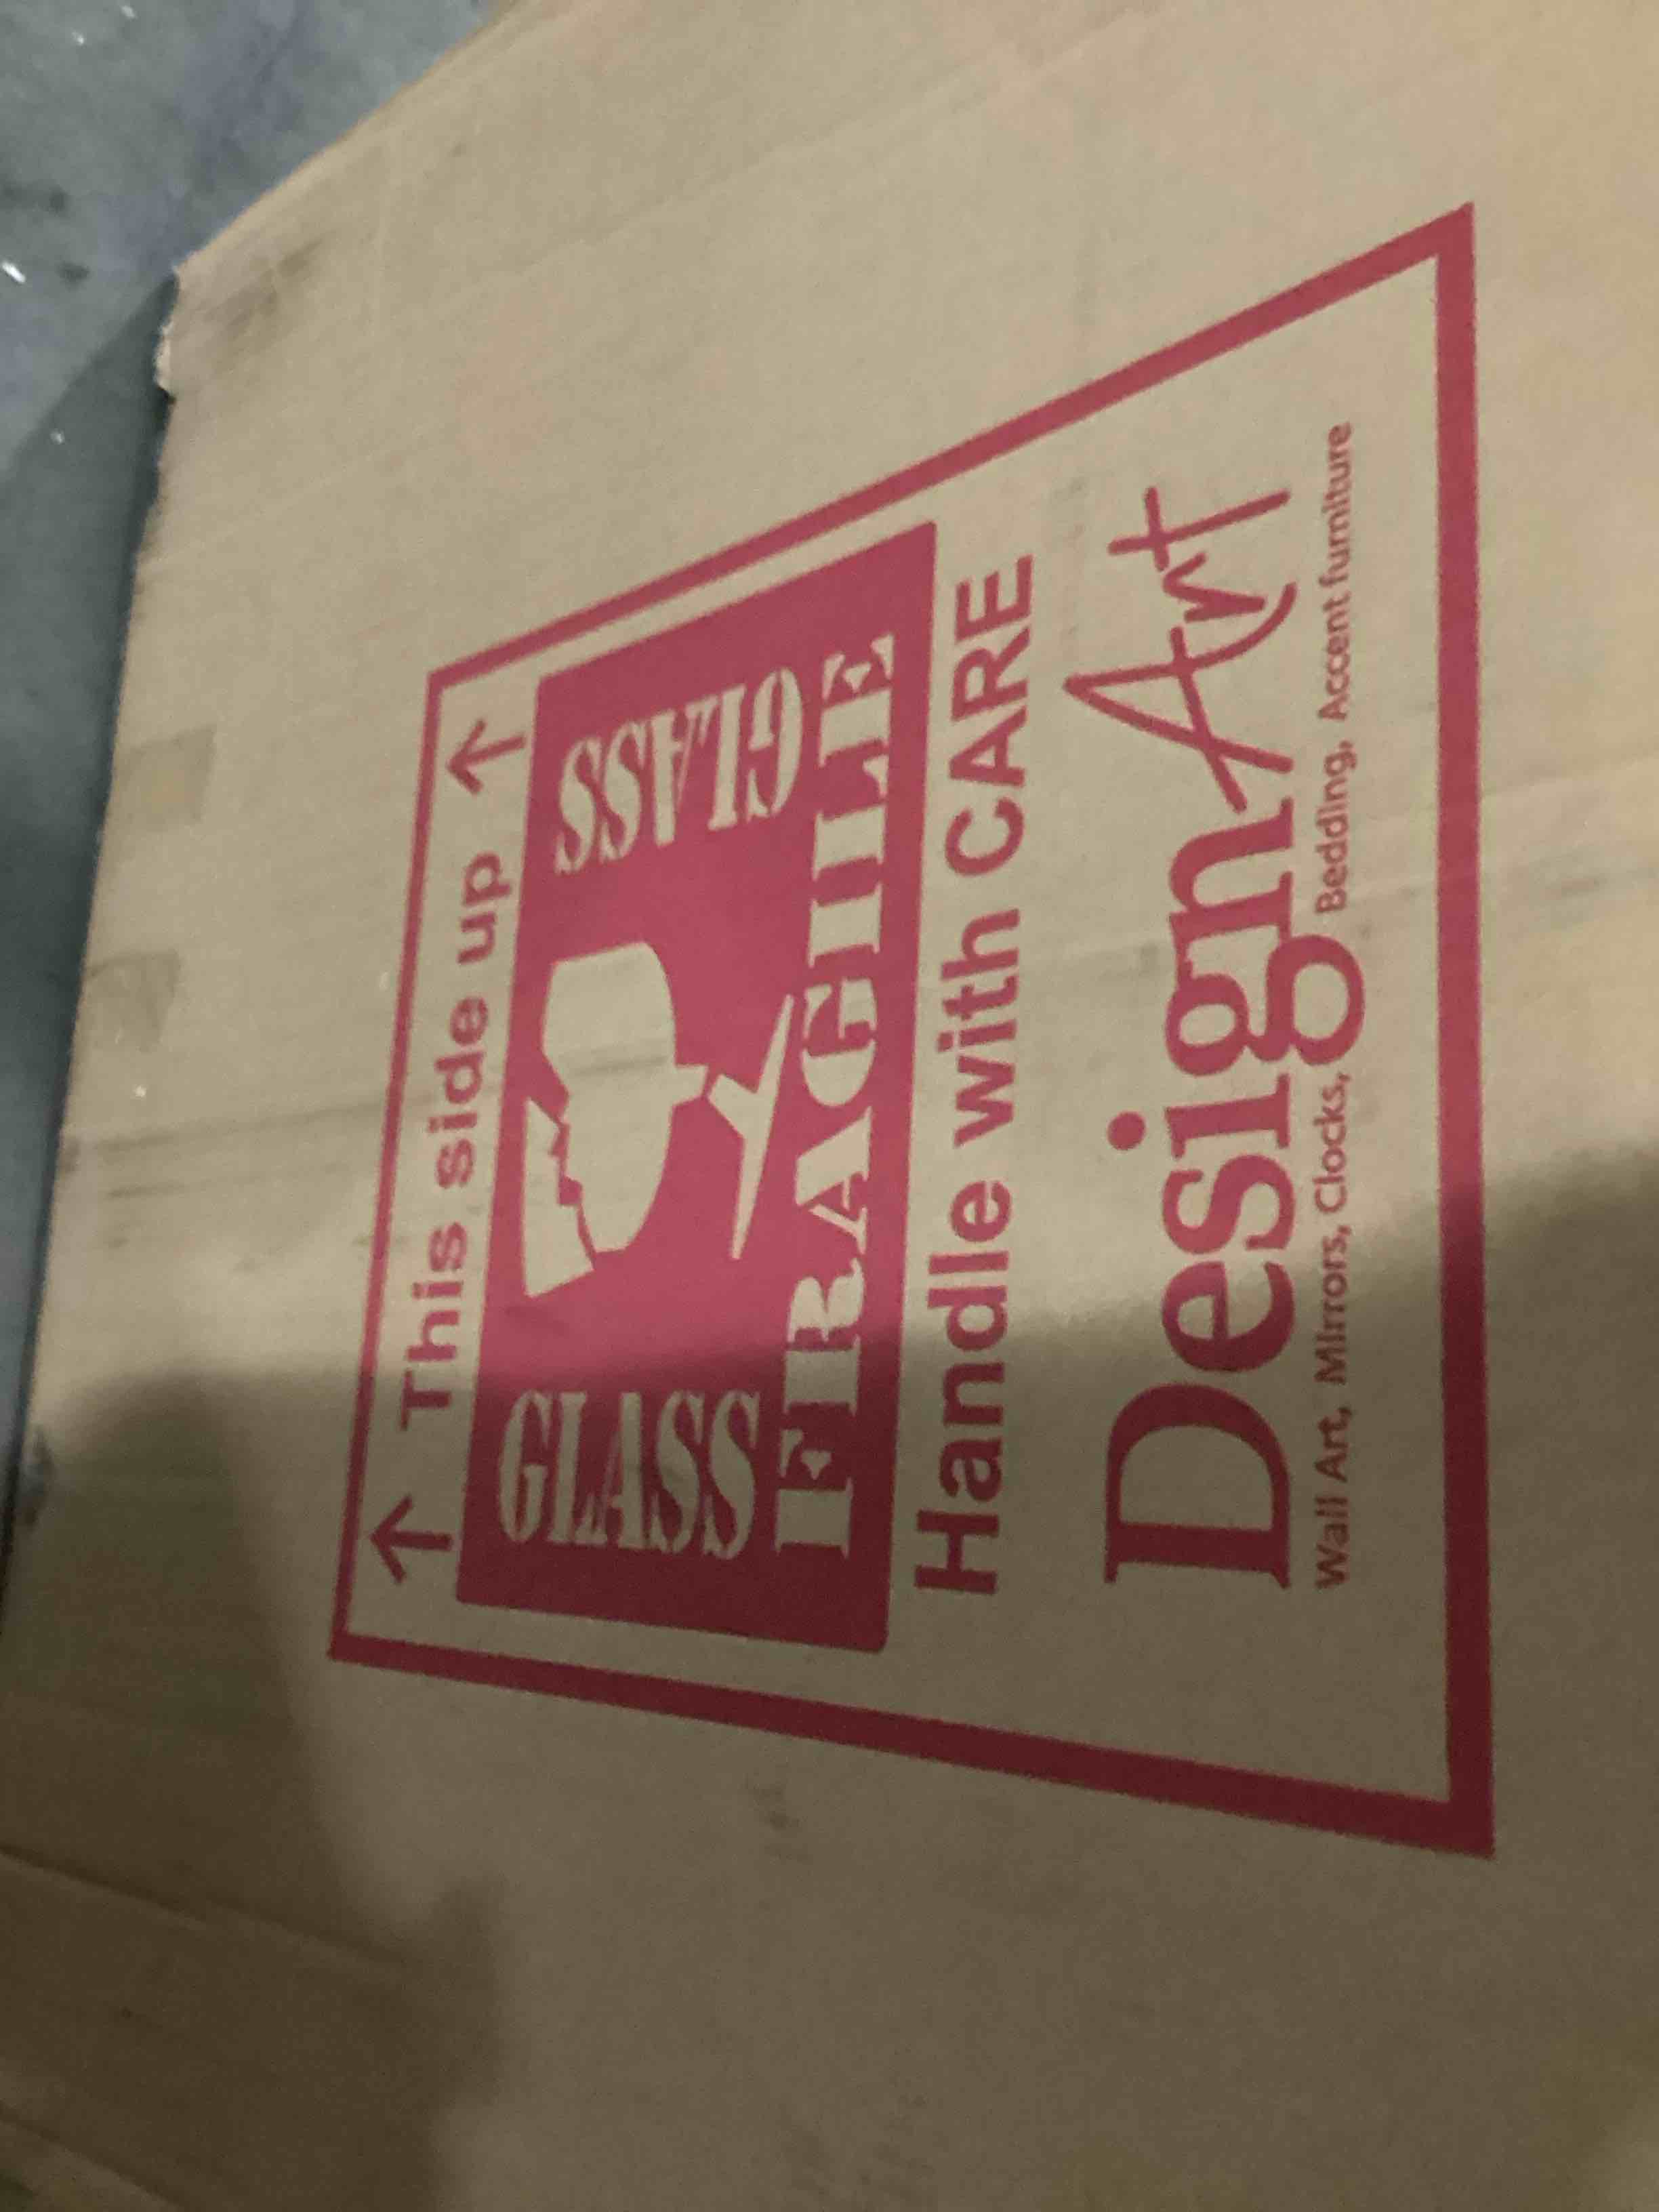 ↑ This side up ↑
GLASS GLASS
FRAGILE
Handle with CARE
DesignArt
Wall Art, Mirrors, Clocks, Bedding, Accent furniture